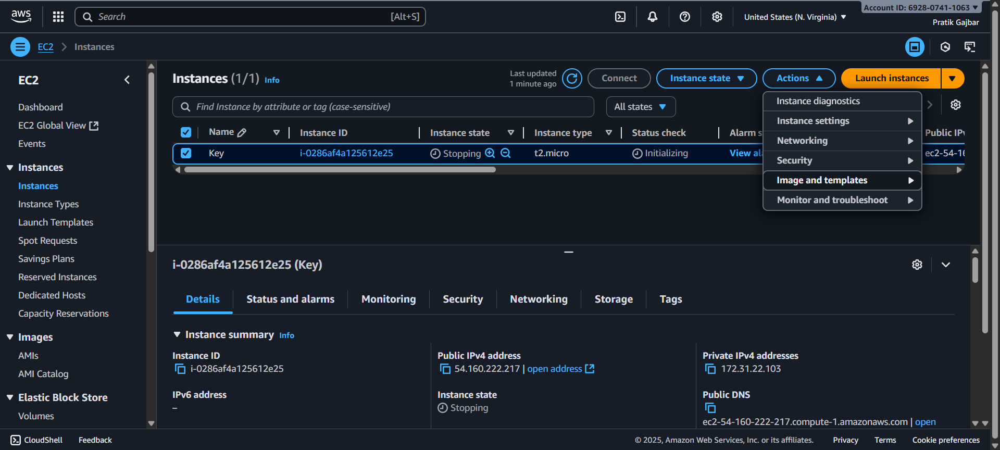 aws
Search [Alt+S]
United States (N. Virginia)
Account ID: 6928-0741-1063
Pratik Gajbar
EC2 Instances
EC2
Dashboard
EC2 Global View
Events
Instances
Instances
Instance Types
Launch Templates
Spot Requests
Savings Plans
Reserved Instances
Dedicated Hosts
Capacity Reservations
Images
AMIs
AMI Catalog
Elastic Block Store
Volumes
Instances (1/1) Info
Last updated
1 minute ago
Connect
Instance state
Actions
Launch instances
Find Instance by attribute or tag (case-sensitive)
All states
Instance diagnostics
Instance settings
Networking
Security
Image and templates
Monitor and troubleshoot
Name Instance ID Instance state Instance type Status check Alarm s Public IPv
Key i-0286af4a125612e25 Stopping t2.micro Initializing View al ec2-54-16
i-0286af4a125612e25 (Key)
Details Status and alarms Monitoring Security Networking Storage Tags
Instance summary Info
Instance ID
i-0286af4a125612e25
Public IPv4 address
54.160.222.217 | open address
Private IPv4 addresses
172.31.22.103
IPv6 address
–
Instance state
Stopping
Public DNS
ec2-54-160-222-217.compute-1.amazonaws.com | open
CloudShell Feedback
© 2025, Amazon Web Services, Inc. or its affiliates. Privacy Terms Cookie preferences